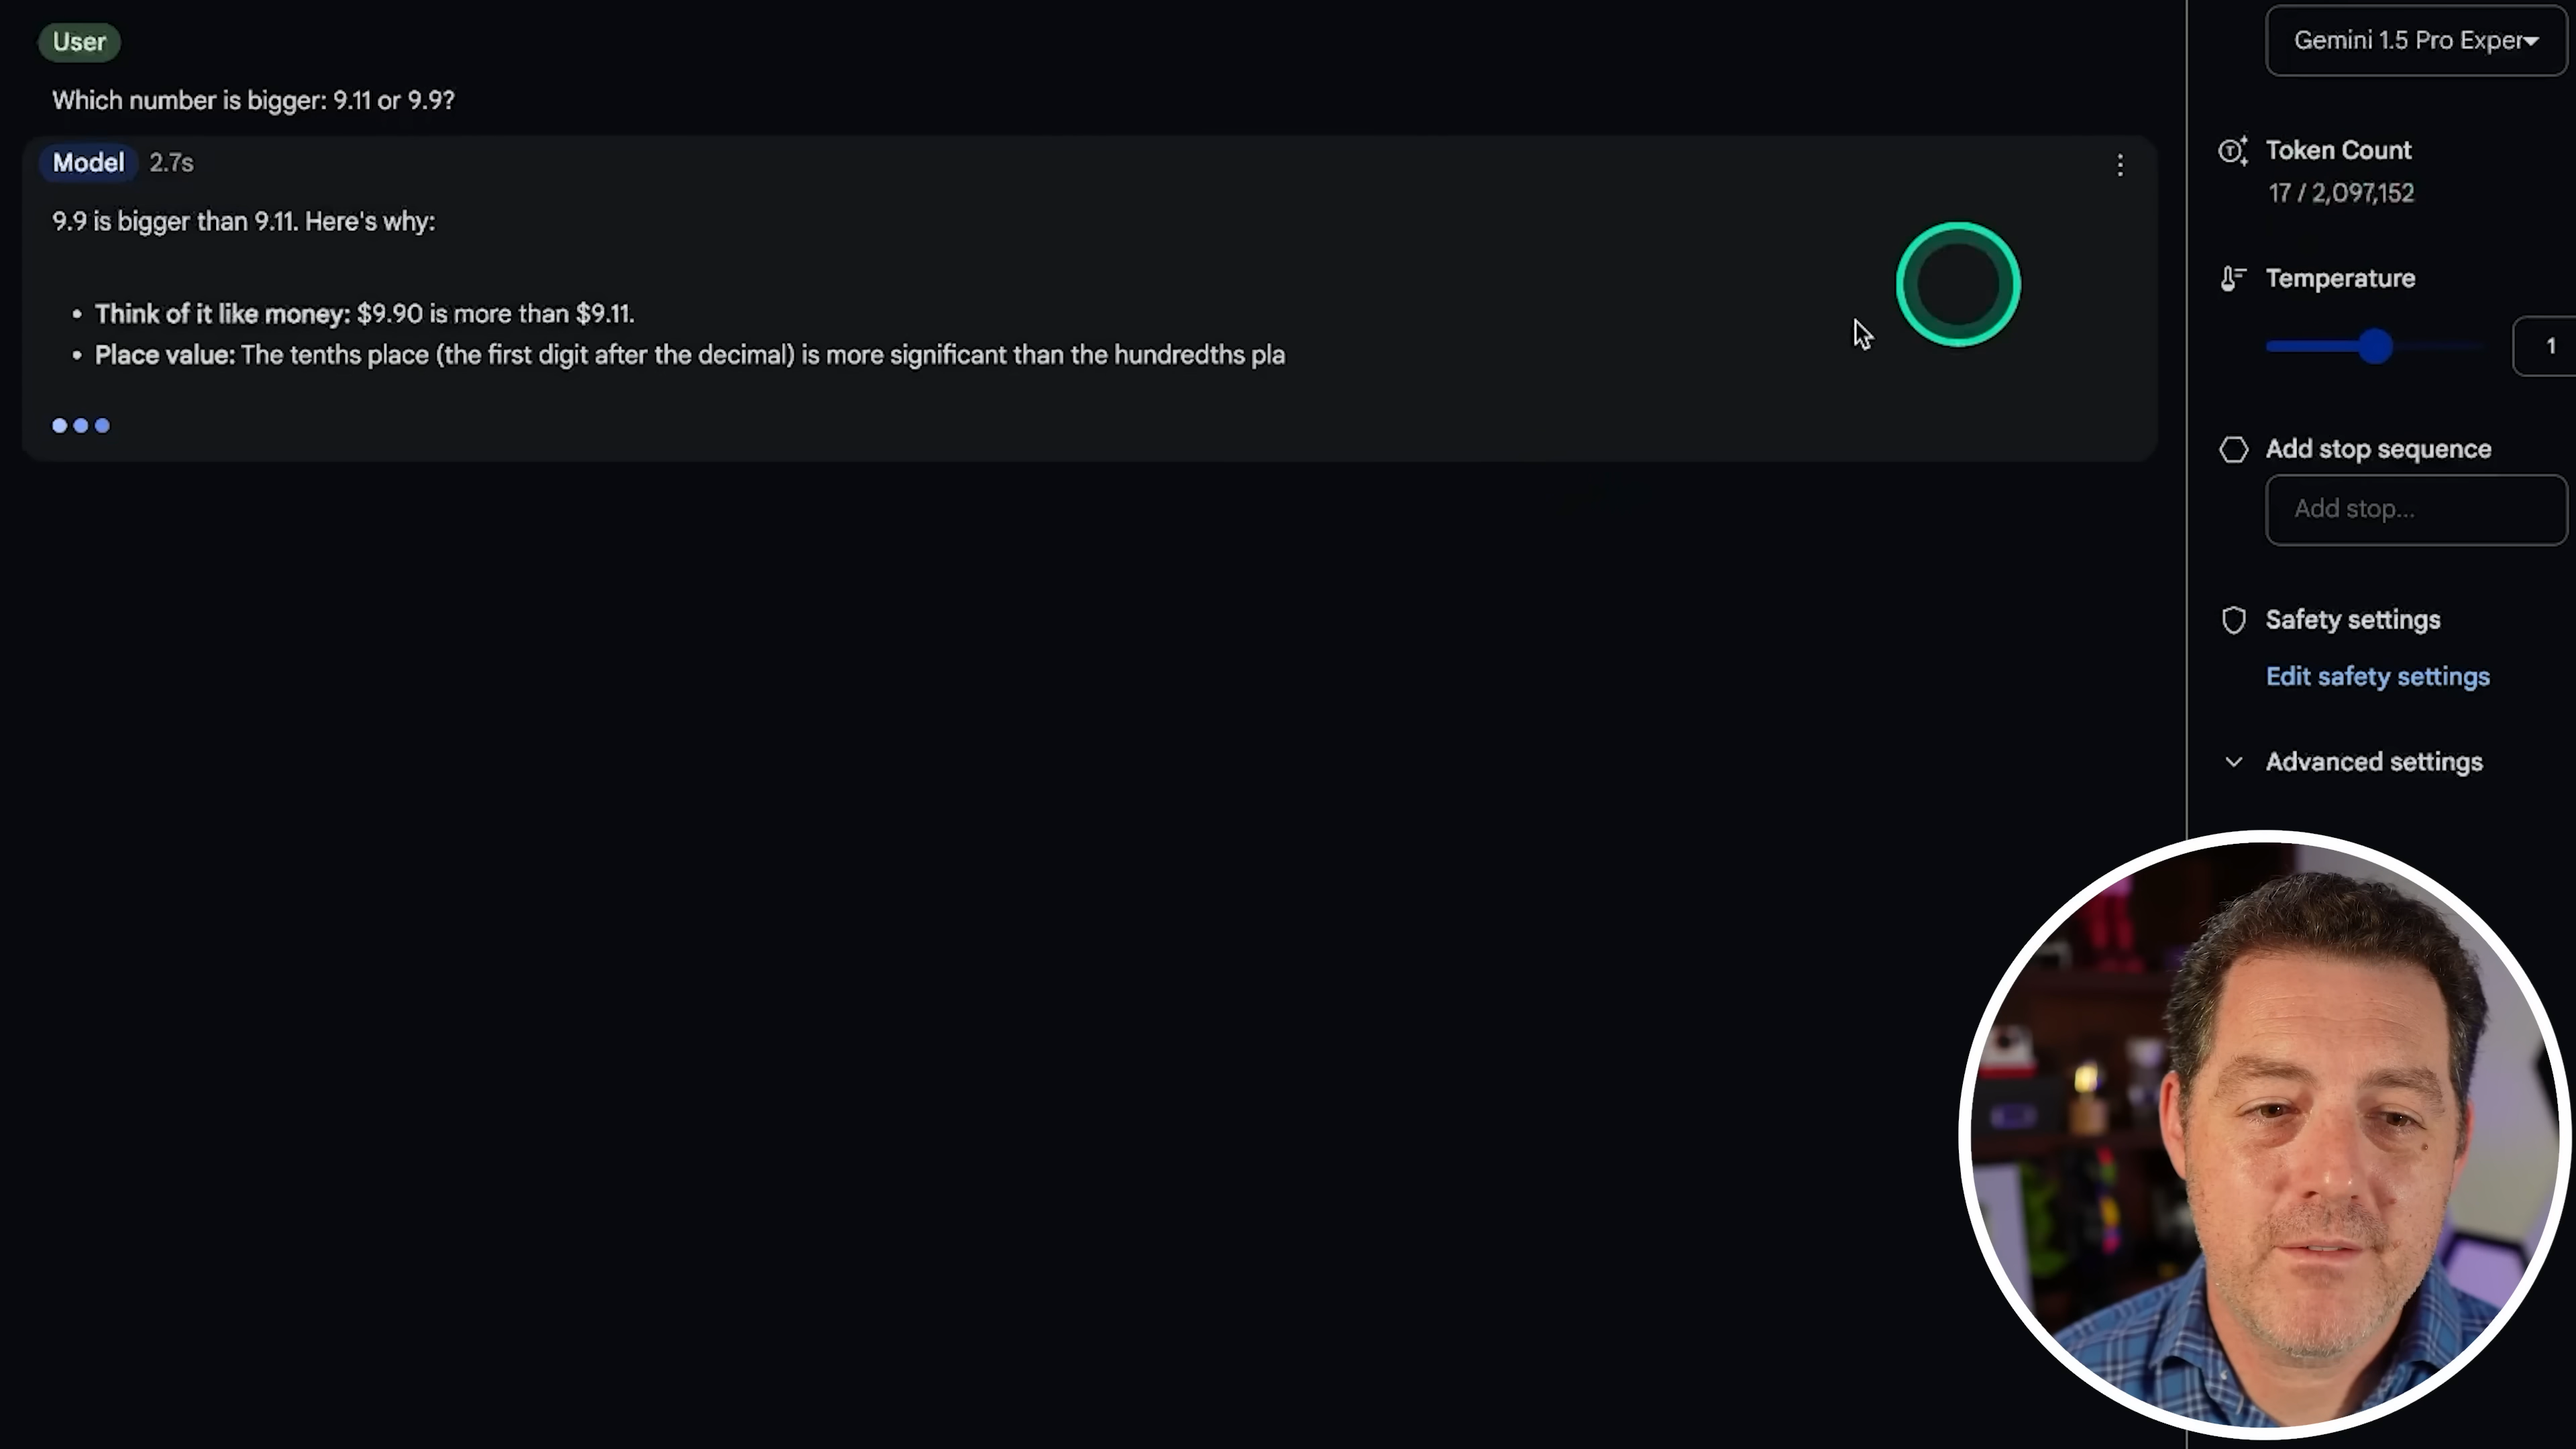 User
Which number is bigger: 9.11 or 9.9?
Model 2.7s
9.9 is bigger than 9.11. Here's why:
• Think of it like money: $9.90 is more than $9.11.
• Place value: The tenths place (the first digit after the decimal) is more significant than the hundredths pla
Gemini 1.5 Pro Exper
Token Count
17 / 2,097,152
Temperature
1
Add stop sequence
Add stop...
Safety settings
Edit safety settings
Advanced settings